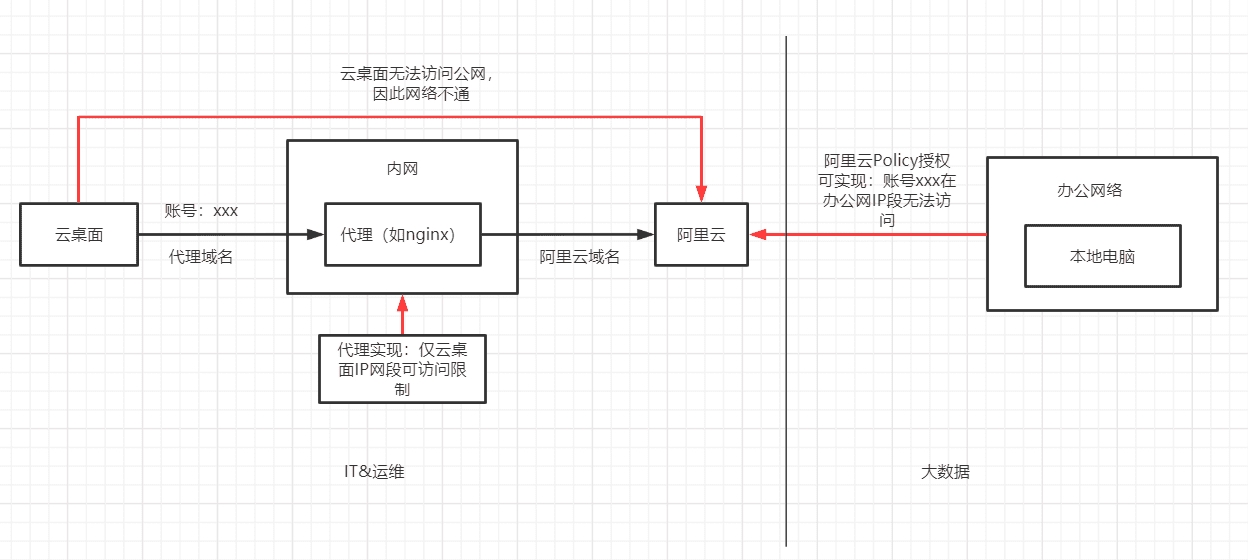 云桌面无法访问公网，
因此网络不通
内网
账号：xxx
云桌面
代理（如nginx）
阿里云
代理域名
阿里云域名
代理实现：仅云桌
面IP网段可访问限
制
IT&运维
阿里云Policy授权
可实现：账号xxx在
办公网IP段无法访
问
办公网络
本地电脑
大数据